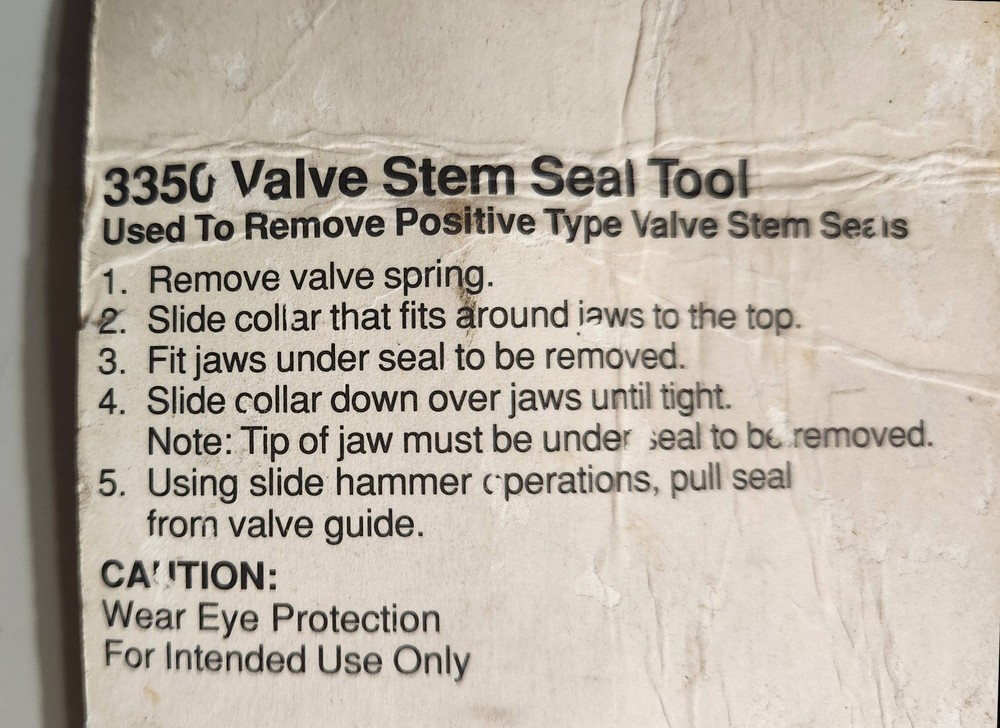 3350 Valve Stem Seal Tool
Used To Remove Positive Type Valve Stem Seals
1. Remove valve spring.
2. Slide collar that fits around jaws to the top.
3. Fit jaws under seal to be removed.
4. Slide collar down over jaws until tight.
Note: Tip of jaw must be under seal to be removed.
5. Using slide hammer operations, pull seal
from valve guide.
CAUTION:
Wear Eye Protection
For Intended Use Only